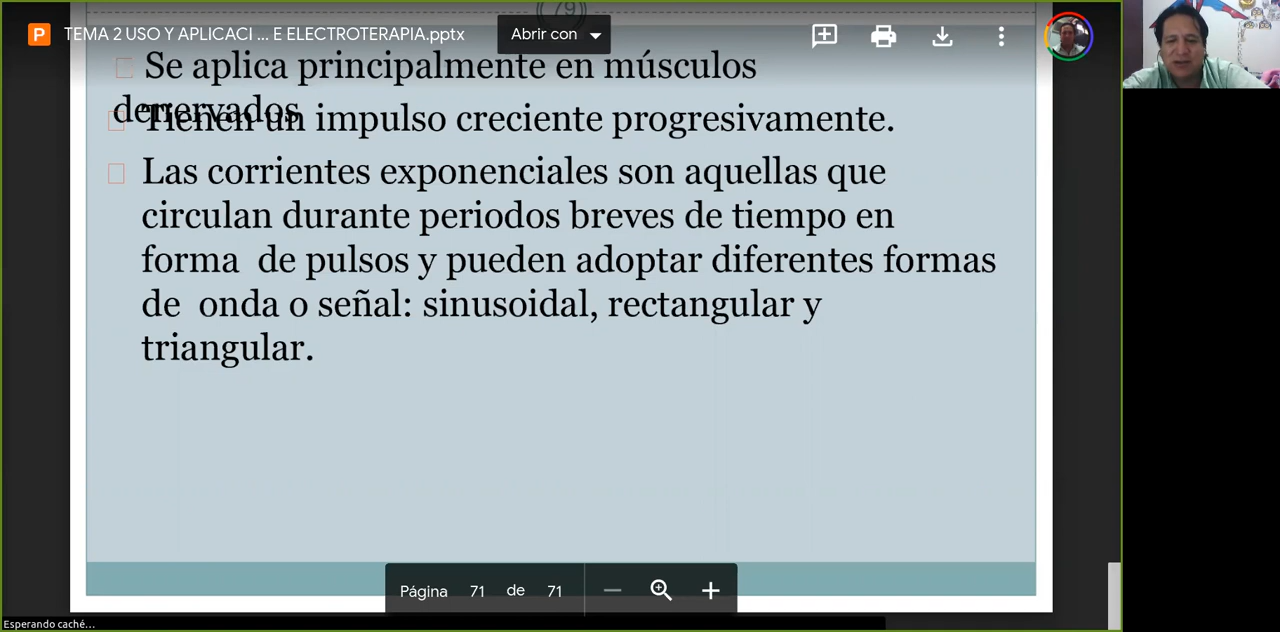 79
P TEMA 2 USO Y APLICACI ... E ELECTROTERAPIA.pptx
Abrir con
Se aplica principalmente en músculos
denervados
Tienen un impulso creciente progresivamente.
Las corrientes exponenciales son aquellas que
circulan durante periodos breves de tiempo en
forma de pulsos y pueden adoptar diferentes formas
de onda o señal: sinusoidal, rectangular y
triangular.
Página 71 de 71
Esperando caché...